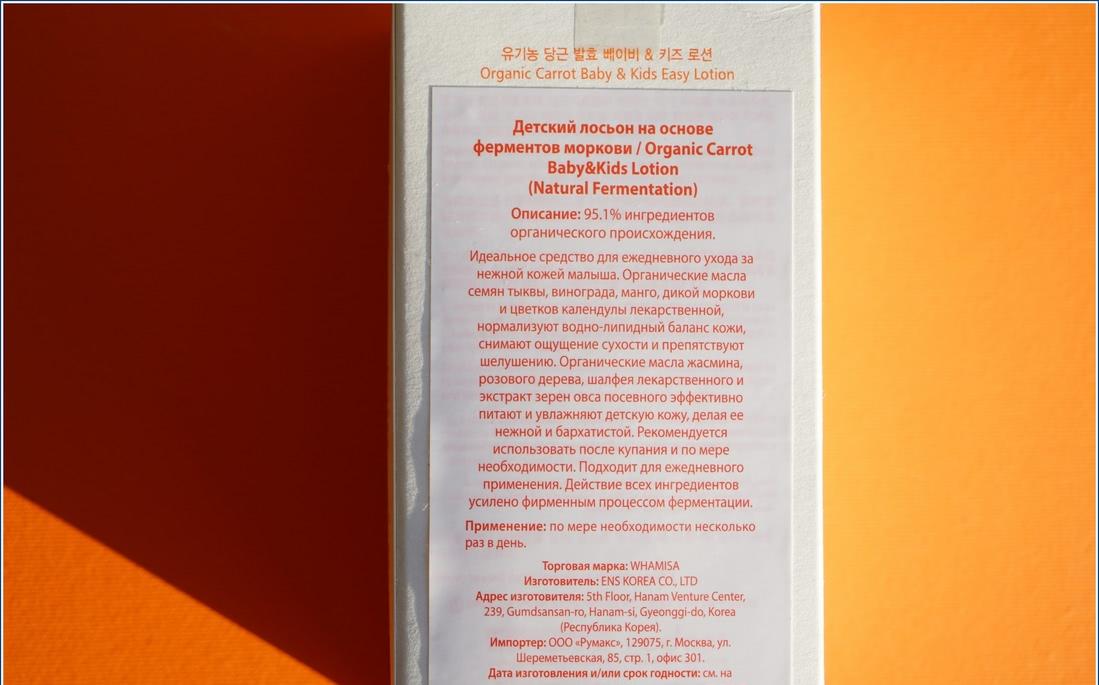 유기농 당근 발효 베이비 & 키즈 로션
Organic Carrot Baby & Kids Easy Lotion
Детский лосьон на основе
ферментов моркови / Organic Carrot
Baby&Kids Lotion
(Natural Fermentation)
Описание: 95.1% ингредиентов
органического происхождения.
Идеальное средство для ежедневного ухода за
нежной кожей малыша. Органические масла
семян тыквы, винограда, манго, дикой моркови
и цветков календулы лекарственной,
нормализуют водно-липидный баланс кожи,
снимают ощущение сухости и препятствуют
шелушению. Органические масла жасмина,
розового дерева, шалфея лекарственного и
экстракт зерен овса посевного эффективно
питают и увлажняют детскую кожу, делая ее
нежной и бархатистой. Рекомендуется
использовать после купания и по мере
необходимости. Подходит для ежедневного
применения. Действие всех ингредиентов
усилено фирменным процессом ферментации.
Применение: по мере необходимости несколько
раз в день.
Торговая марка: WHAMISA
Изготовитель: ENS KOREA CO., LTD
Адрес изготовителя: 5th Floor, Hanam Venture Center,
239, Gumdsansan-ro, Hanam-si, Gyeonggi-do, Korea
(Республика Корея).
Импортер: ООО «Румакс», 129075, г. Москва, ул.
Шереметьевская, 85, стр. 1, офис 301.
Дата изготовления и/или срок годности: см. на